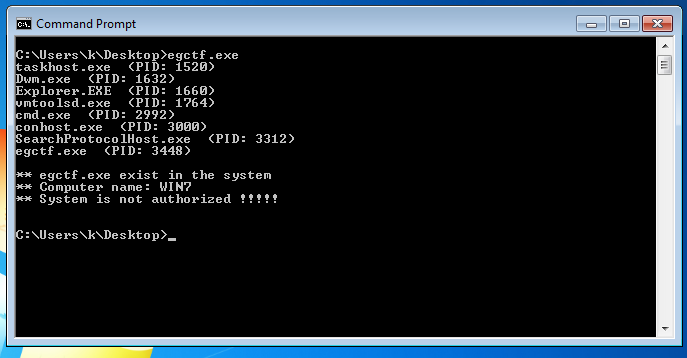 Command Prompt
C:\Users\k\Desktop>egctf.exe
taskhost.exe  (PID: 1520)
Dwm.exe  (PID: 1632)
Explorer.EXE  (PID: 1660)
vmtoolsd.exe  (PID: 1764)
cmd.exe  (PID: 2992)
conhost.exe  (PID: 3000)
SearchProtocolHost.exe  (PID: 3312)
egctf.exe  (PID: 3448)
** egctf.exe exist in the system
** Computer name: WIN7
** System is not authorized !!!!!
C:\Users\k\Desktop>_